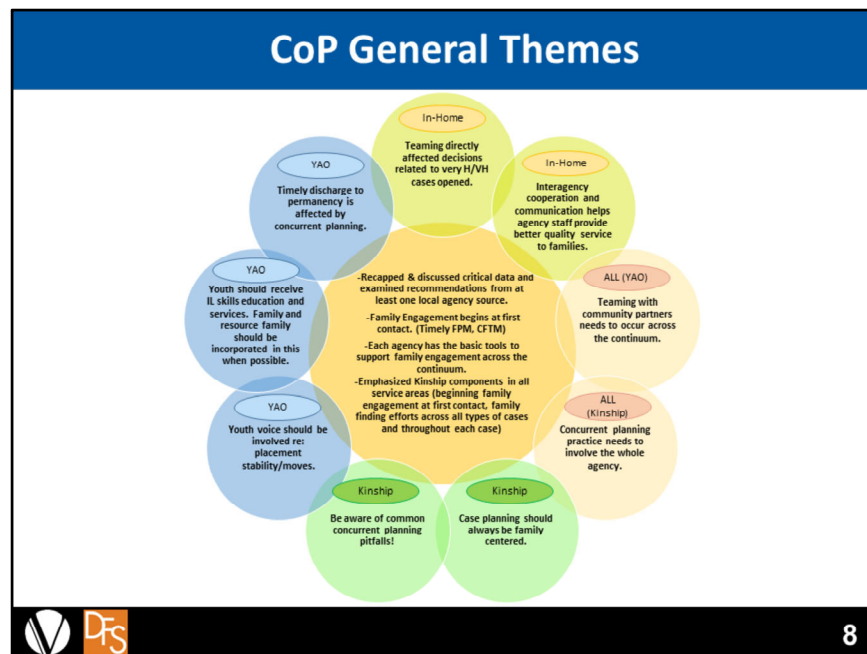 CoP General Themes
In-Home
Teaming directly
affected decisions
related to very H/VH
cases opened.
In-Home
Interagency
cooperation and
communication helps
agency staff provide
better quality service
to families.
ALL (YAO)
Teaming with
community partners
needs to occur across
the continuum.
ALL
(Kinship)
Concurrent planning
practice needs to
involve the whole
agency.
Kinship
Case planning should
always be family
centered.
Kinship
Be aware of common
concurrent planning
pitfalls!
YAO
Youth voice should be
involved re:
placement
stability/moves.
YAO
Youth should receive
IL skills education and
services. Family and
resource family
should be
incorporated in this
when possible.
YAO
Timely discharge to
permanency is
affected by
concurrent planning.
-Recapped & discussed critical data and
examined recommendations from at
least one local agency source.
-Family Engagement begins at first
contact. (Timely FPM, CFTM)
-Each agency has the basic tools to
support family engagement across the
continuum.
-Emphasized Kinship components in all
service areas (beginning family
engagement at first contact, family
finding efforts across all types of cases
and throughout each case)
DFS
8